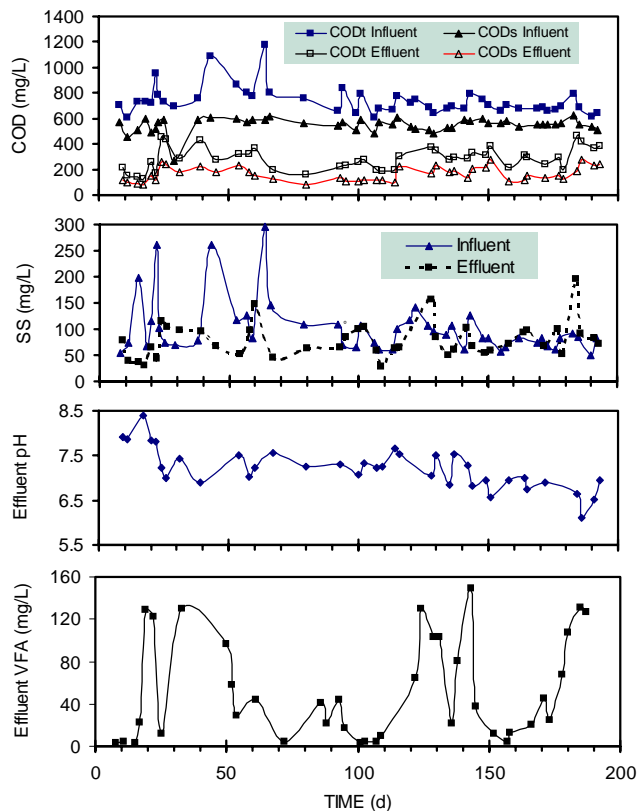 CODt Influent CODs Influent
CODt Effluent CODs Effluent
COD (mg/L)
1400
1200
1000
800
600
400
200
0
Influent
Effluent
SS (mg/L)
300
250
200
150
100
50
0
Effluent pH
8.5
7.5
6.5
5.5
Effluent VFA (mg/L)
160
120
80
40
0
0 50 100 150 200
TIME (d)